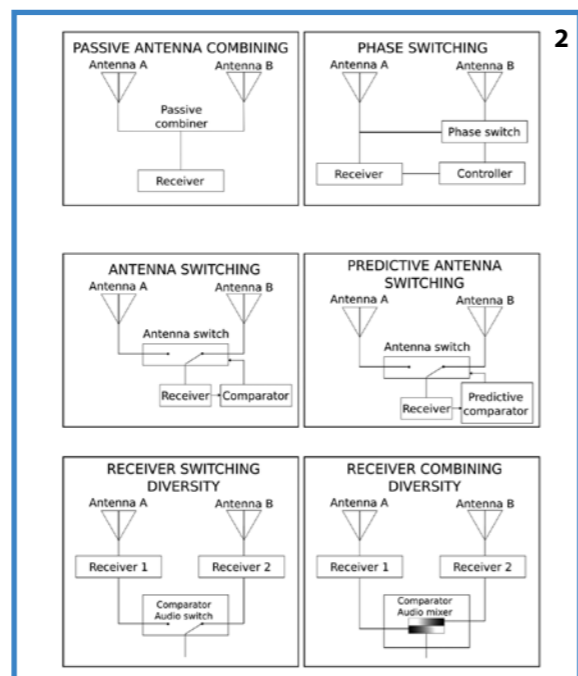 2
PASSIVE ANTENNA COMBINING
Antenna A
Antenna B
Passive
combiner
Receiver
PHASE SWITCHING
Antenna A
Antenna B
Phase switch
Receiver
Controller
ANTENNA SWITCHING
Antenna A
Antenna B
Antenna switch
Receiver
Comparator
PREDICTIVE ANTENNA
SWITCHING
Antenna A
Antenna B
Antenna switch
Receiver
Predictive
comparator
RECEIVER SWITCHING
DIVERSITY
Antenna A
Antenna B
Receiver 1
Receiver 2
Comparator
Audio switch
RECEIVER COMBINING
DIVERSITY
Antenna A
Antenna B
Receiver 1
Receiver 2
Comparator
Audio mixer